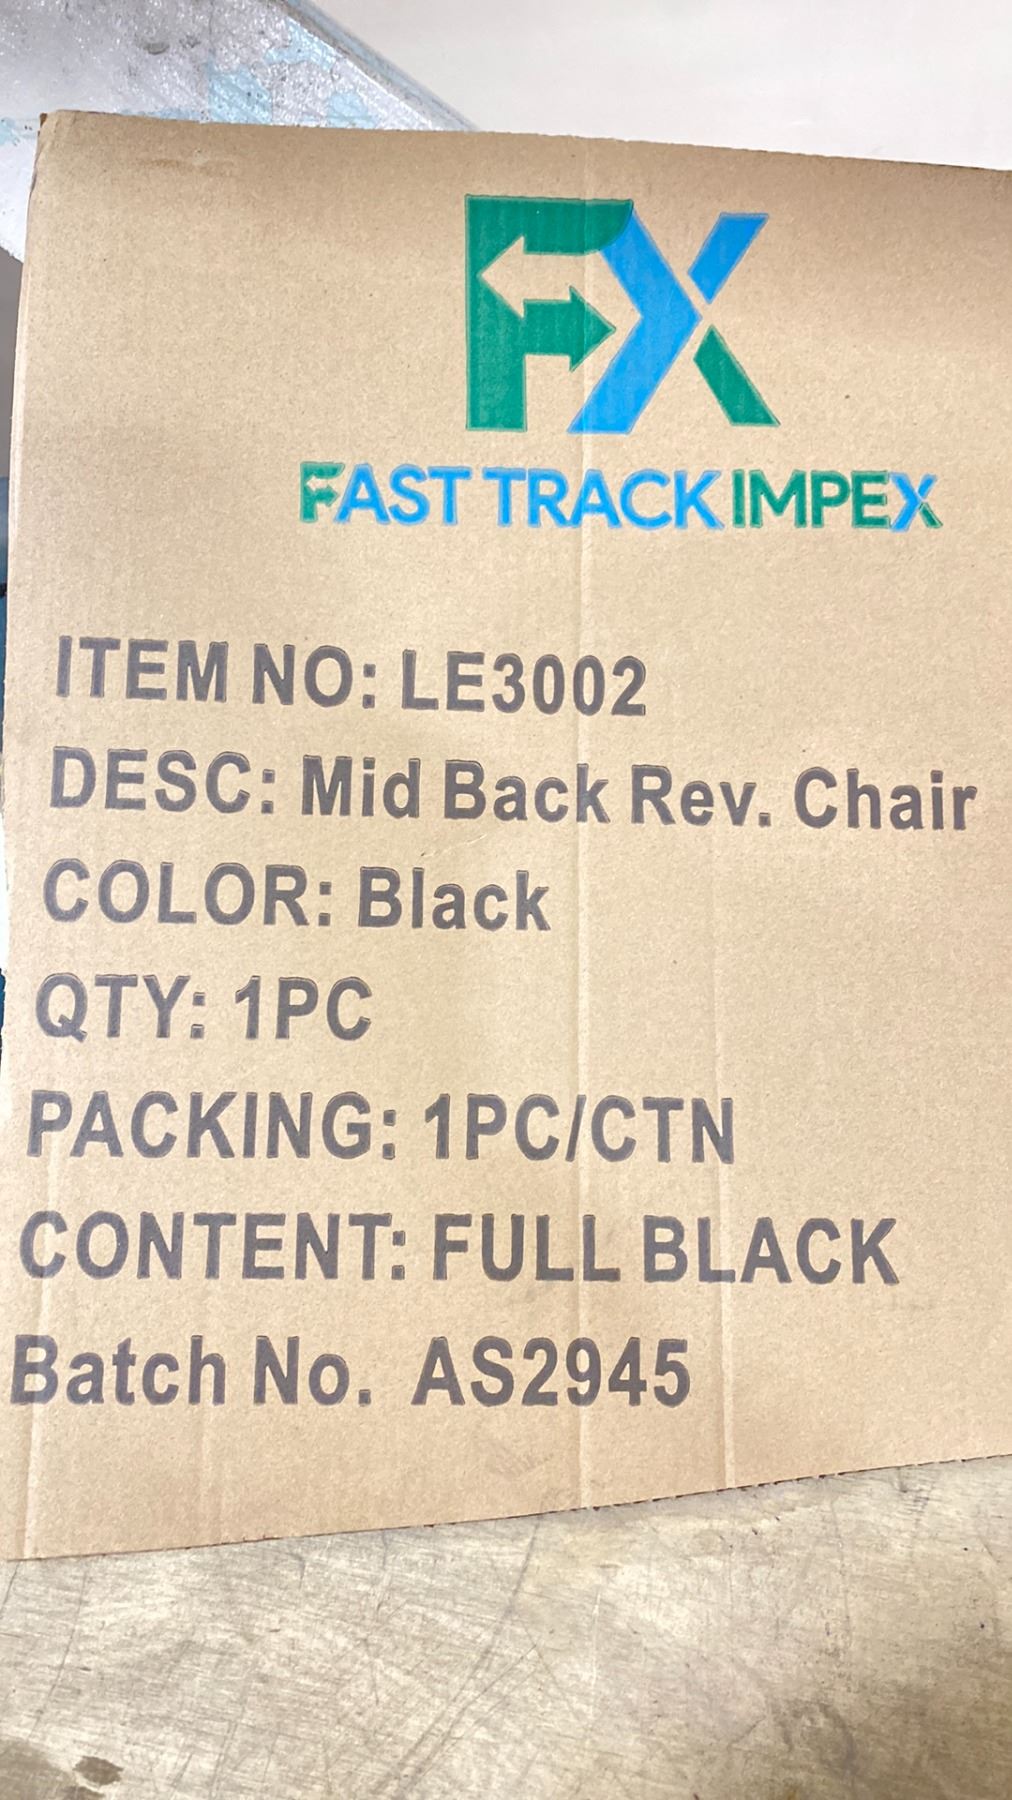 FX
FAST TRACK IMPEX
ITEM NO: LE3002
DESC: Mid Back Rev. Chair
COLOR: Black
QTY: 1PC
PACKING: 1PC/CTN
CONTENT: FULL BLACK
Batch No. AS2945